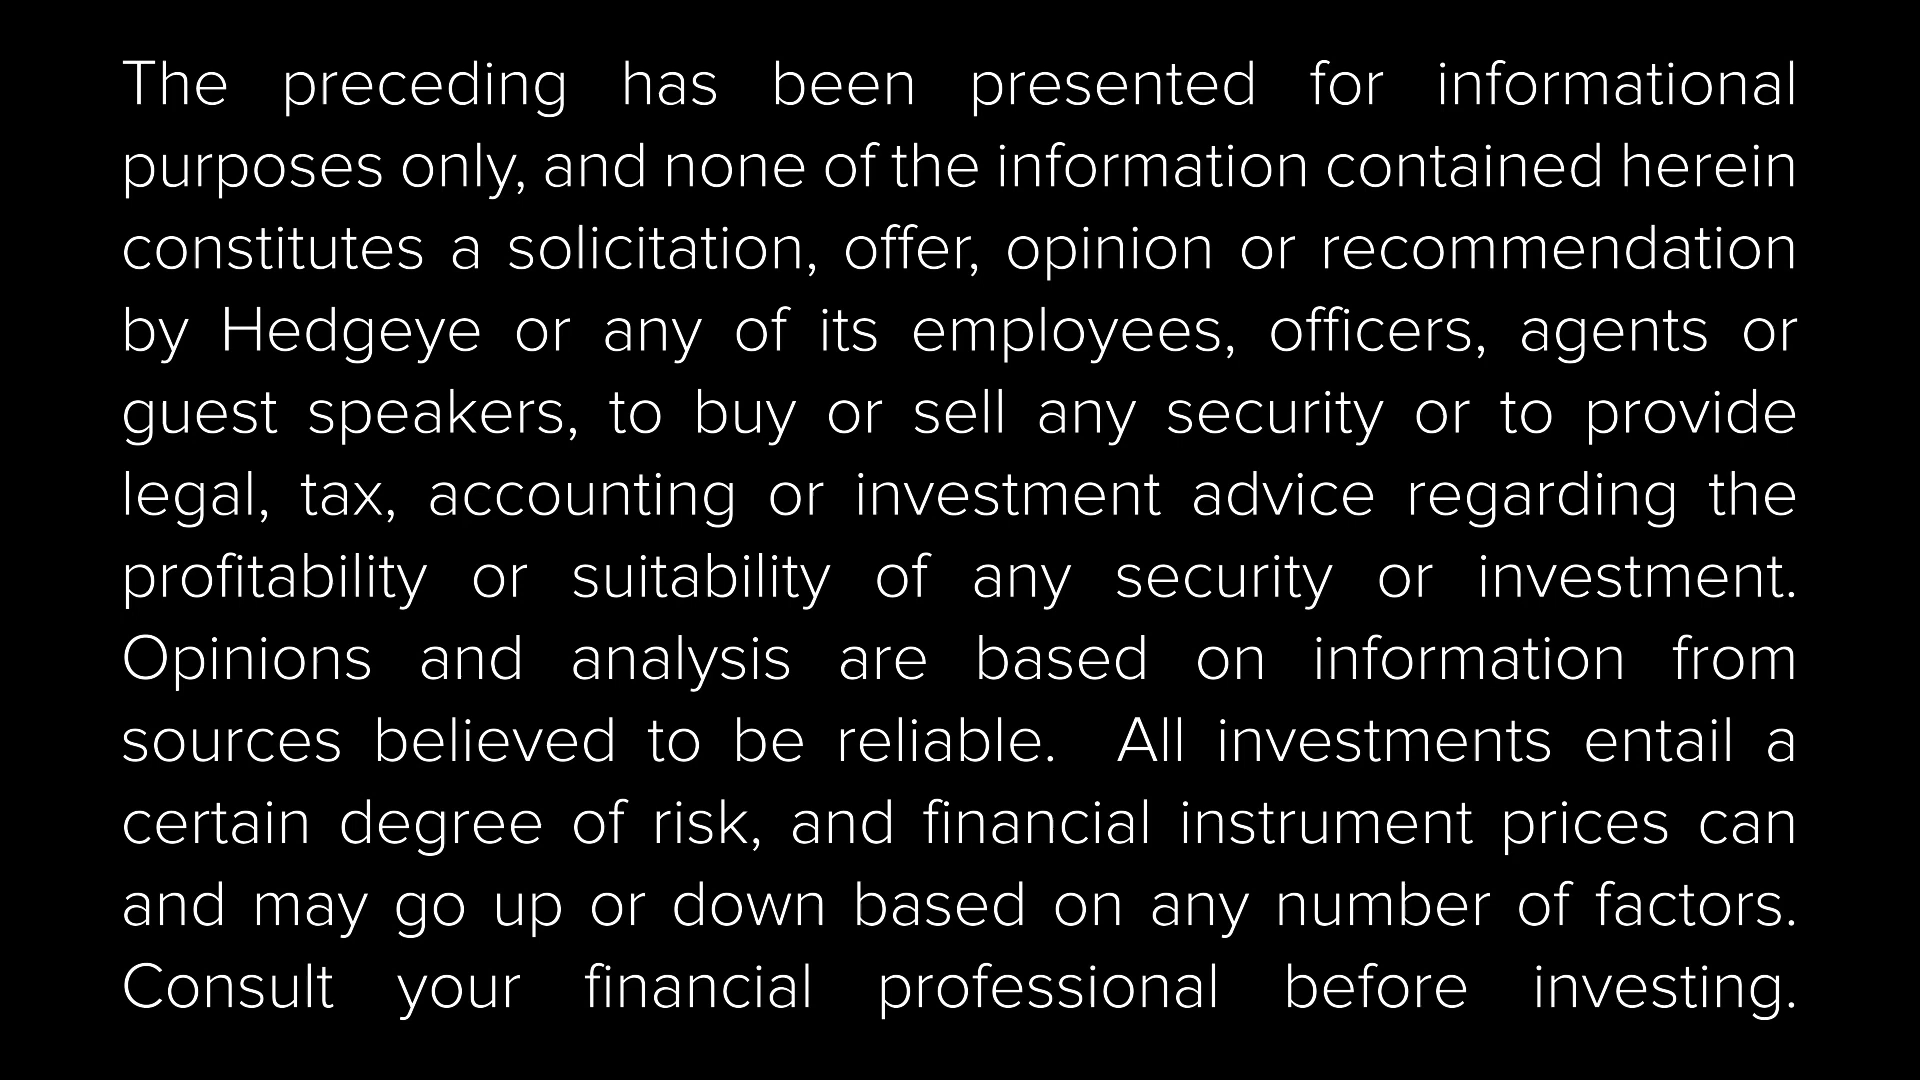 The preceding has been presented for informational
purposes only, and none of the information contained herein
constitutes a solicitation, offer, opinion or recommendation
by Hedgeye or any of its employees, officers, agents or
guest speakers, to buy or sell any security or to provide
legal, tax, accounting or investment advice regarding the
profitability or suitability of any security or investment.
Opinions and analysis are based on information from
sources believed to be reliable.  All investments entail a
certain degree of risk, and financial instrument prices can
and may go up or down based on any number of factors.
Consult your financial professional before investing.